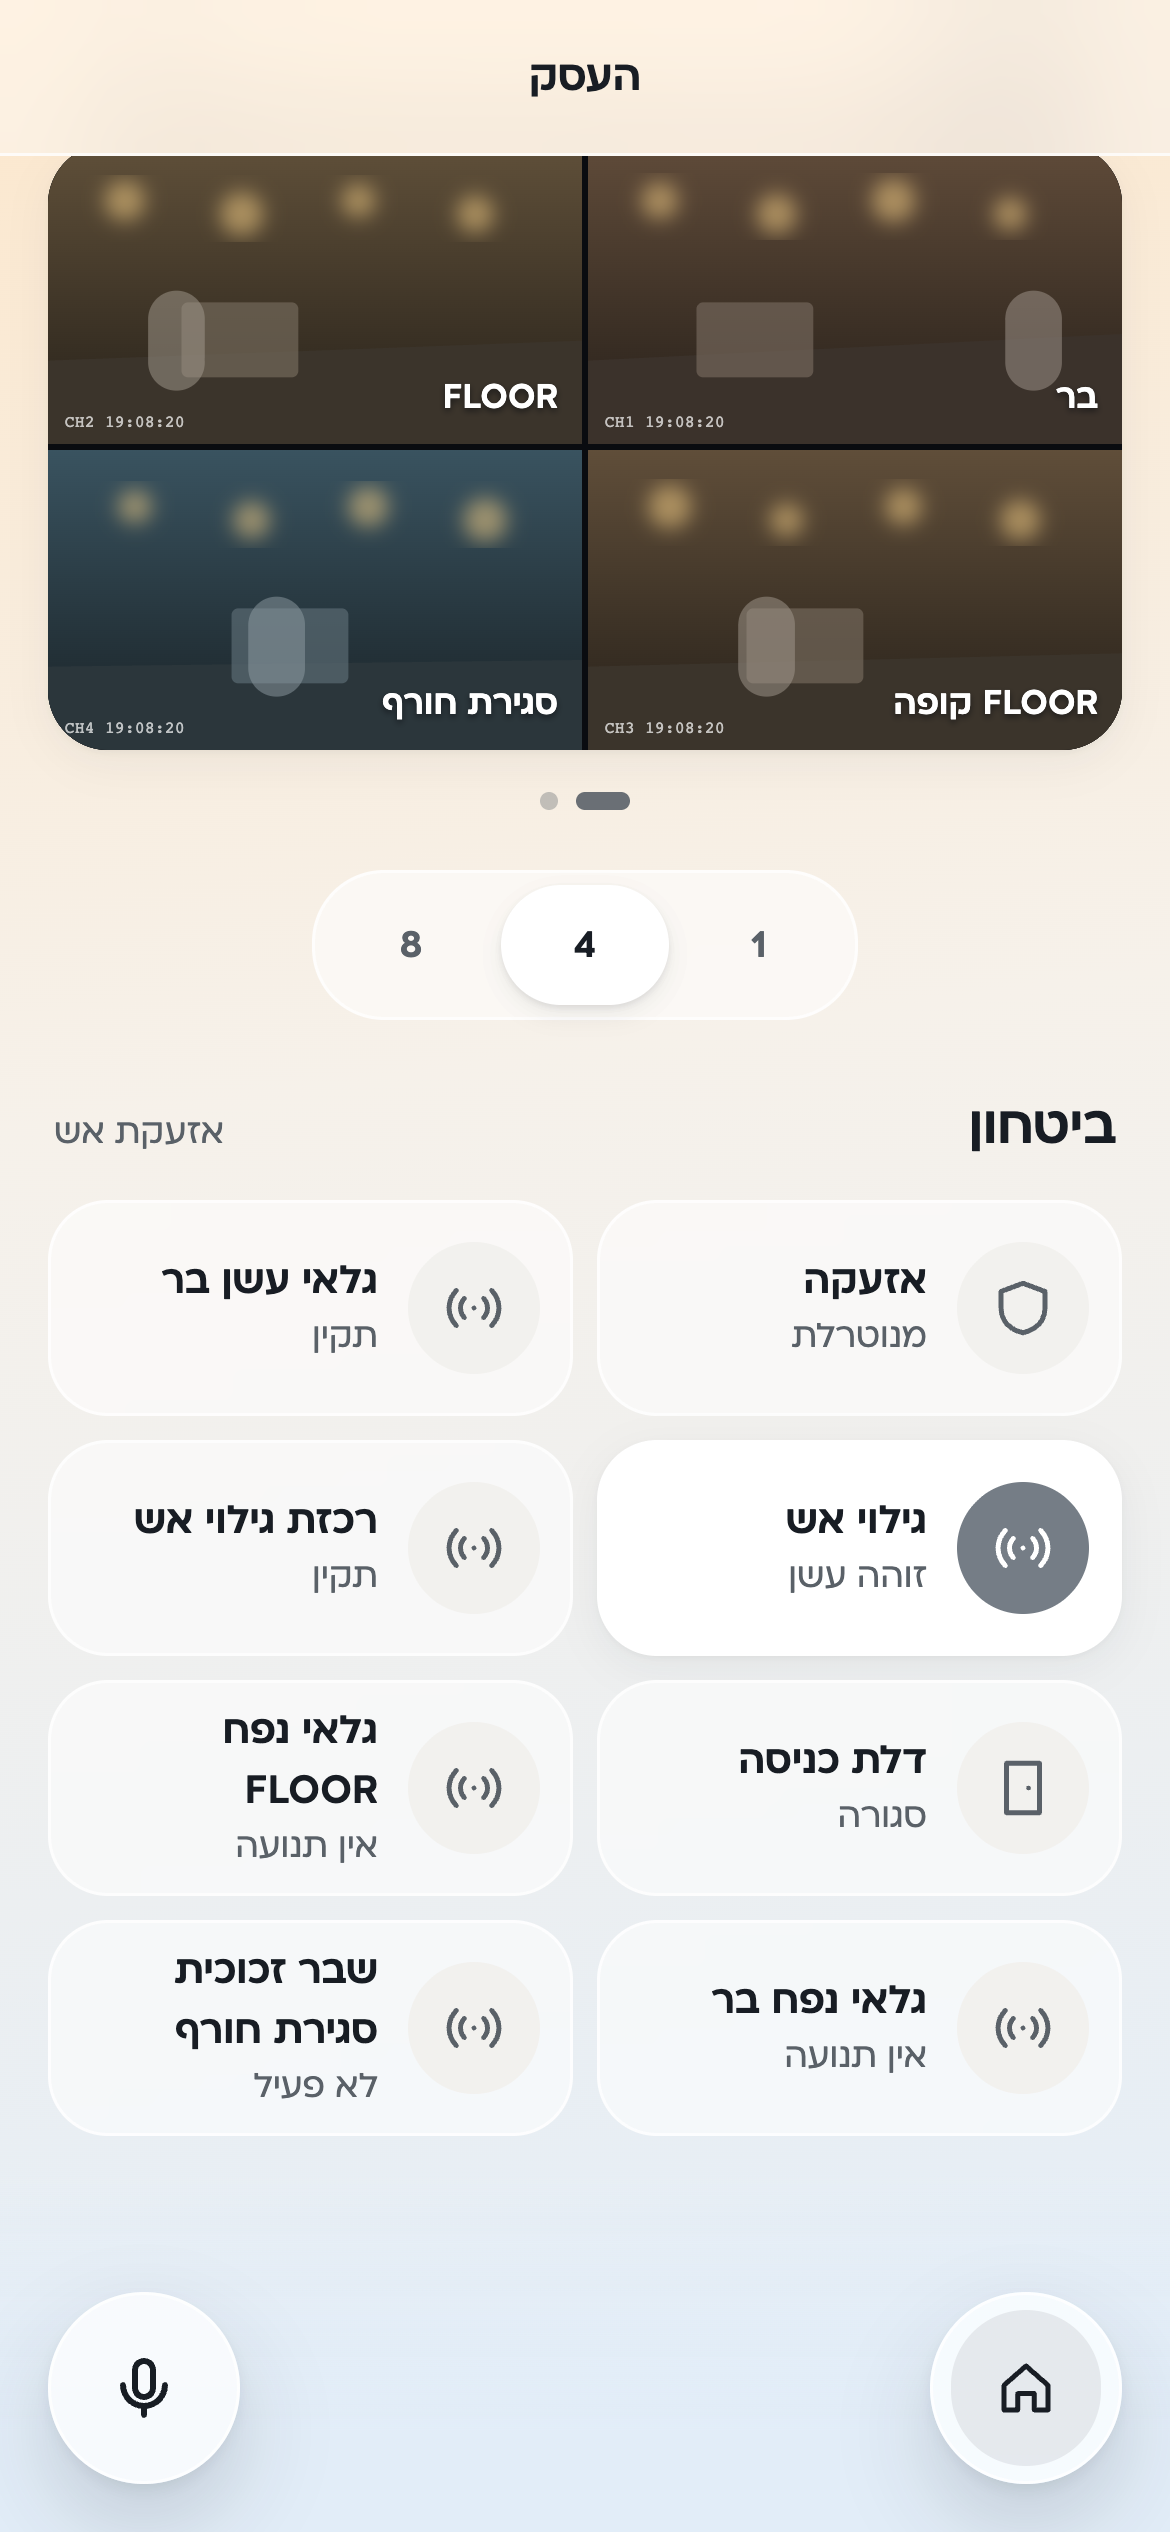 העסק
בר
CH1 19:08:20
FLOOR
CH2 19:08:20
FLOOR קופה
CH3 19:08:20
סגירת חורף
CH4 19:08:20
1
4
8
ביטחון
אזעקת אש
אזעקה
מנוטרלת
גלאי עשן בר
תקין
גילוי אש
זוהה עשן
רכזת גילוי אש
תקין
דלת כניסה
סגורה
גלאי נפח
FLOOR
אין תנועה
גלאי נפח בר
אין תנועה
שבר זכוכית
סגירת חורף
לא פעיל